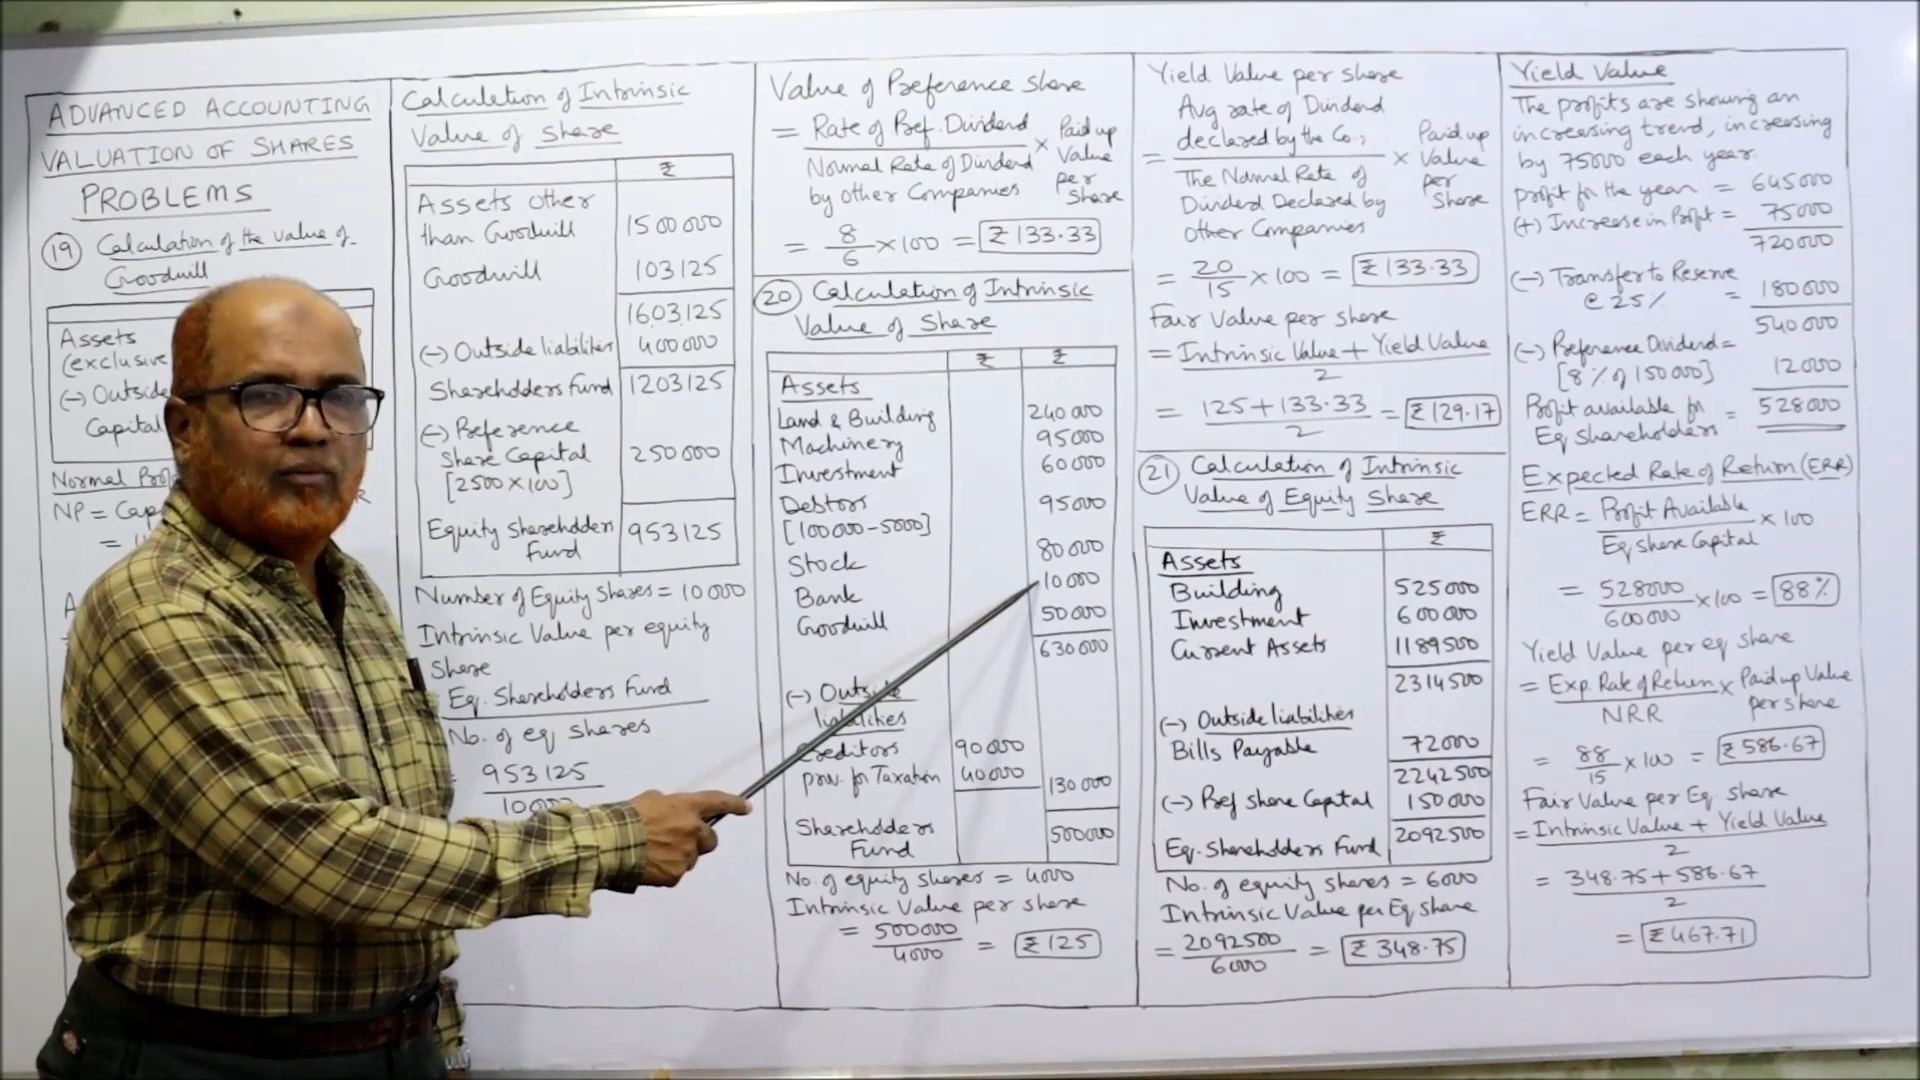 ADVANCED ACCOUNTING
VALUATION OF SHARES
PROBLEMS
19 Calculation of the value of
Goodwill
Assets
(exclusive
(-) Outside
Capital
Normal
NP = Cap
=
Calculation of Intrinsic
Value of share
₹
Assets other
than Goodwill 1500000
Goodwill 103125
1603125
(-) Outside liabilities 400000
Shareholders Fund 1203125
(-) Preference
Share Capital 250000
[2500 × 100]
Equity Shareholders
Fund 953125
Number of Equity Shares = 10000
Intrinsic Value per equity
Share
Eq. Shareholders Fund
No. of eq shares
= 953125
10000
Value of Preference share
= Rate of Pref. Dividend × Paid up
Normal Rate of Dividend Value
by other Companies per
Share
= 8/6 × 100 = ₹ 133.33
20 Calculation of Intrinsic
Value of Share
₹ ₹
Assets
Land & Building 240000
Machinery 95000
Investment 60000
Debtors 95000
[100000 - 5000]
Stock 80000
Bank 10000
Goodwill 50000
630000
(-) Outside
liabilities
Creditors 90000
prov. for Taxation 40000 130000
Shareholders
Fund 500000
No. of equity shares = 4000
Intrinsic Value per share
= 500000/4000 = ₹ 125
Yield Value per share
Avg rate of Dividend
declared by the Co.,
= × Paid up Value per Share
The Normal Rate of
Dividend Declared by
Other Companies
= 20/15 × 100 = ₹ 133.33
Fair Value per share
= Intrinsic Value + Yield Value
2
= 125 + 133.33
2 = ₹ 129.17
21 Calculation of Intrinsic
Value of Equity Share
₹
Assets
Building 525000
Investment 600000
Current Assets 1189500
2314500
(-) Outside liabilities
Bills Payable 72000
2242500
(-) Pref share Capital 150000
Eq. Shareholders Fund 2092500
No. of equity shares = 6000
Intrinsic Value per Eq share
= 2092500/6000 = ₹ 348.75
Yield Value
The profits are showing an
increasing trend, increasing
by 75000 each year.
profit for the year = 645000
(+) Increase in Profit = 75000
720000
(-) Transfer to Reserve
@ 25% = 180000
540000
(-) Preference Dividend =
[8% of 150000] 12000
Profit available for
Eq shareholders = 528000
Expected Rate of Return (ERR)
ERR = Profit Available × 100
Eq share Capital
= 528000/600000 × 100 = 88%
Yield Value per eq share
= Exp. Rate of Return × Paid up Value
NRR per share
= 88/15 × 100 = ₹ 586.67
Fair Value per Eq share
= Intrinsic Value + Yield Value
2
= 348.75 + 586.67
2
= ₹ 467.71